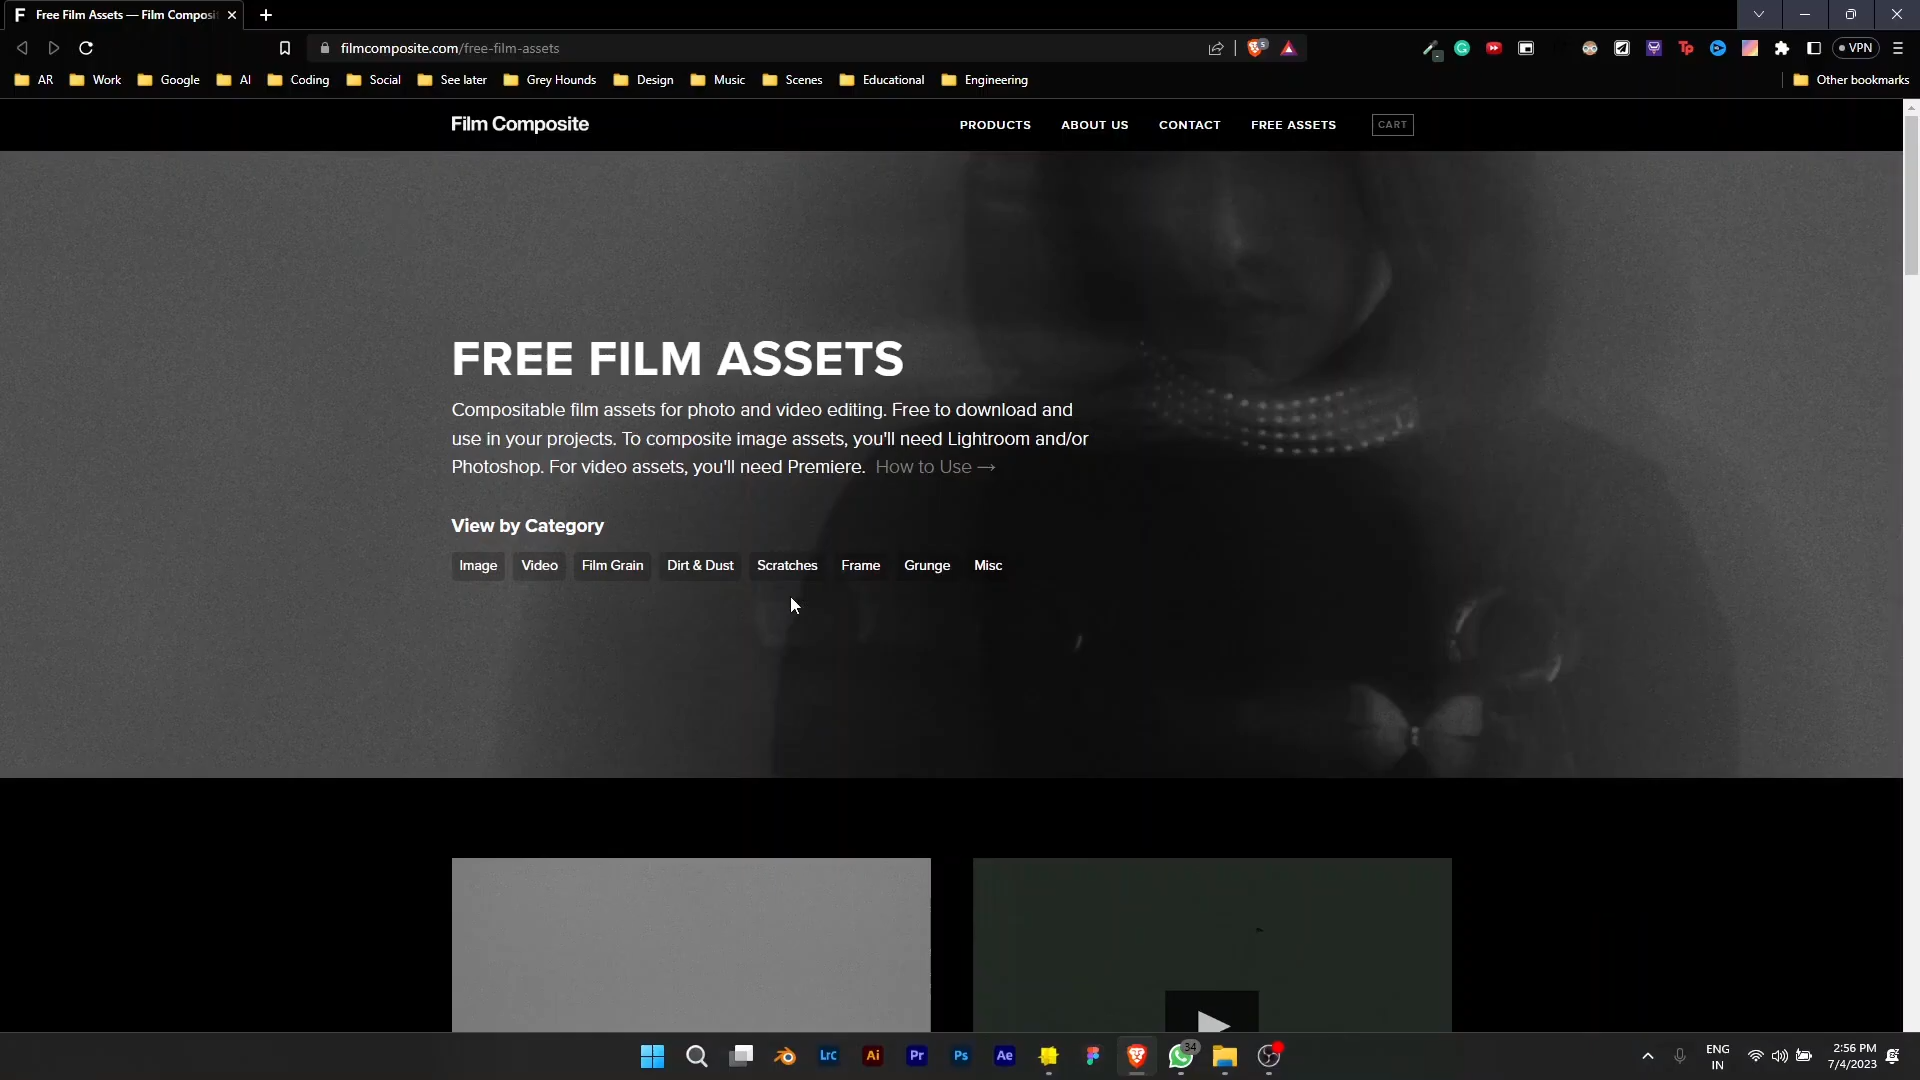 Free Film Assets — Film Composi
filmcomposite.com/free-film-assets
VPN
AR
Work
Google
AI
Coding
Social
See later
Grey Hounds
Design
Music
Scenes
Educational
Engineering
Other bookmarks
Film Composite
PRODUCTS
ABOUT US
CONTACT
FREE ASSETS
CART
FREE FILM ASSETS
Compositable film assets for photo and video editing. Free to download and
use in your projects. To composite image assets, you'll need Lightroom and/or
Photoshop. For video assets, you'll need Premiere. How to Use →
View by Category
Image
Video
Film Grain
Dirt & Dust
Scratches
Frame
Grunge
Misc
LrC
Ai
Pr
Ps
Ae
34
ENG
IN
2:56 PM
7/4/2023